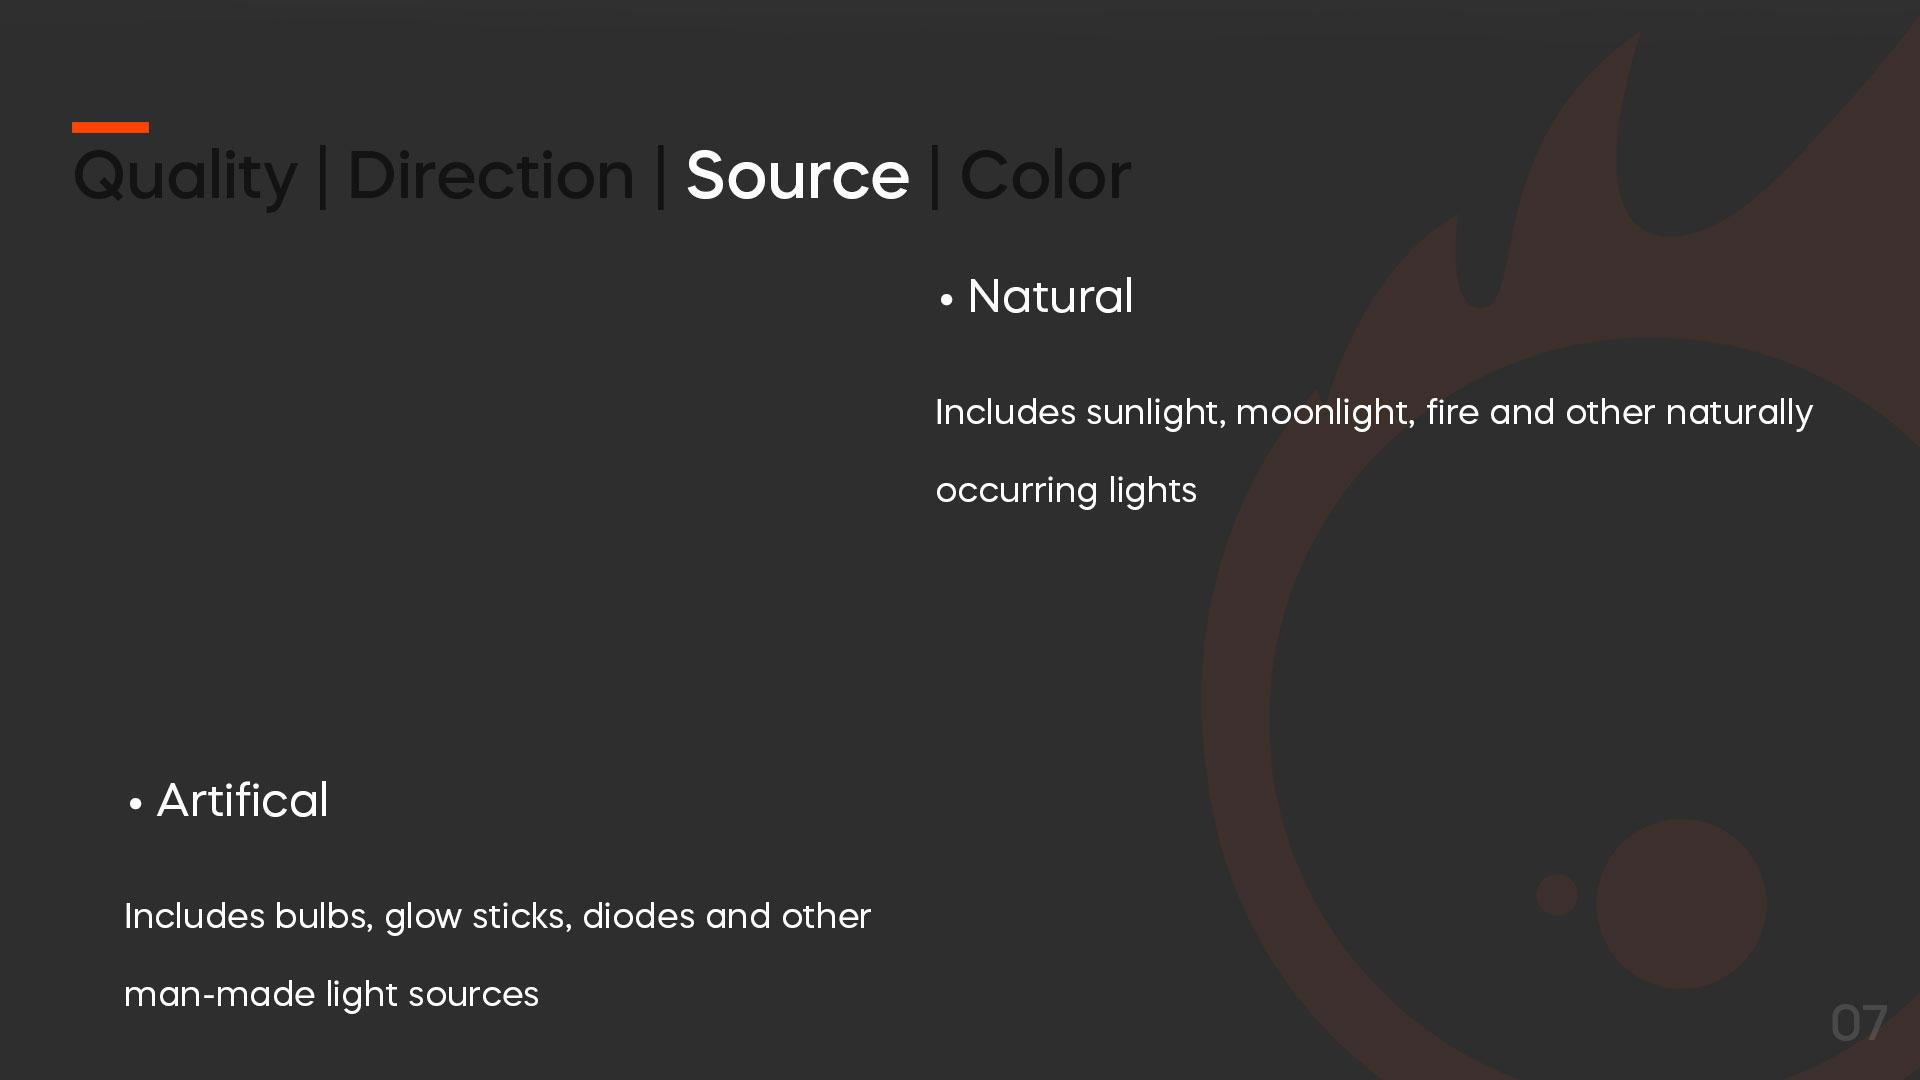 Quality | Direction | Source | Color
• Natural
Includes sunlight, moonlight, fire and other naturally
occurring lights
• Artifical
Includes bulbs, glow sticks, diodes and other
man-made light sources
07